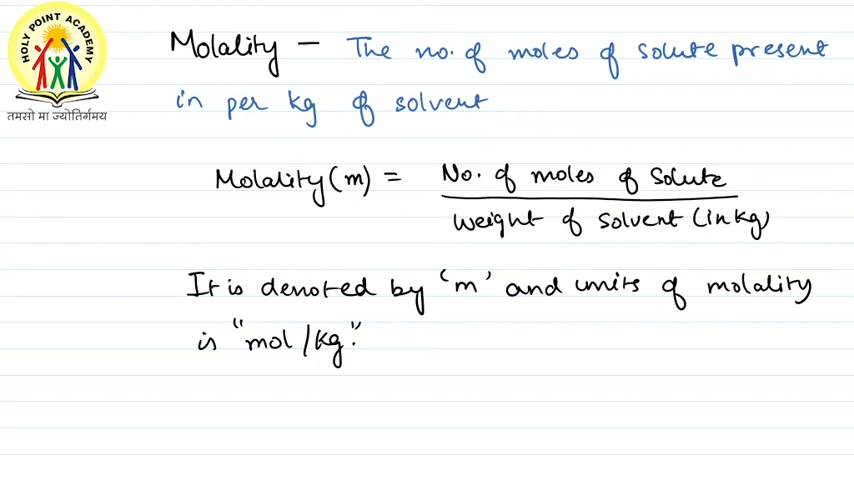 HOLY POINT ACADEMY
तमसो मा ज्योतिर्गमय
Molality — The no. of moles of solute present
in per kg of solvent
Molality (m) = No. of moles of solute
Weight of solvent (in kg)
It is denoted by 'm' and units of molality
is "mol/kg".